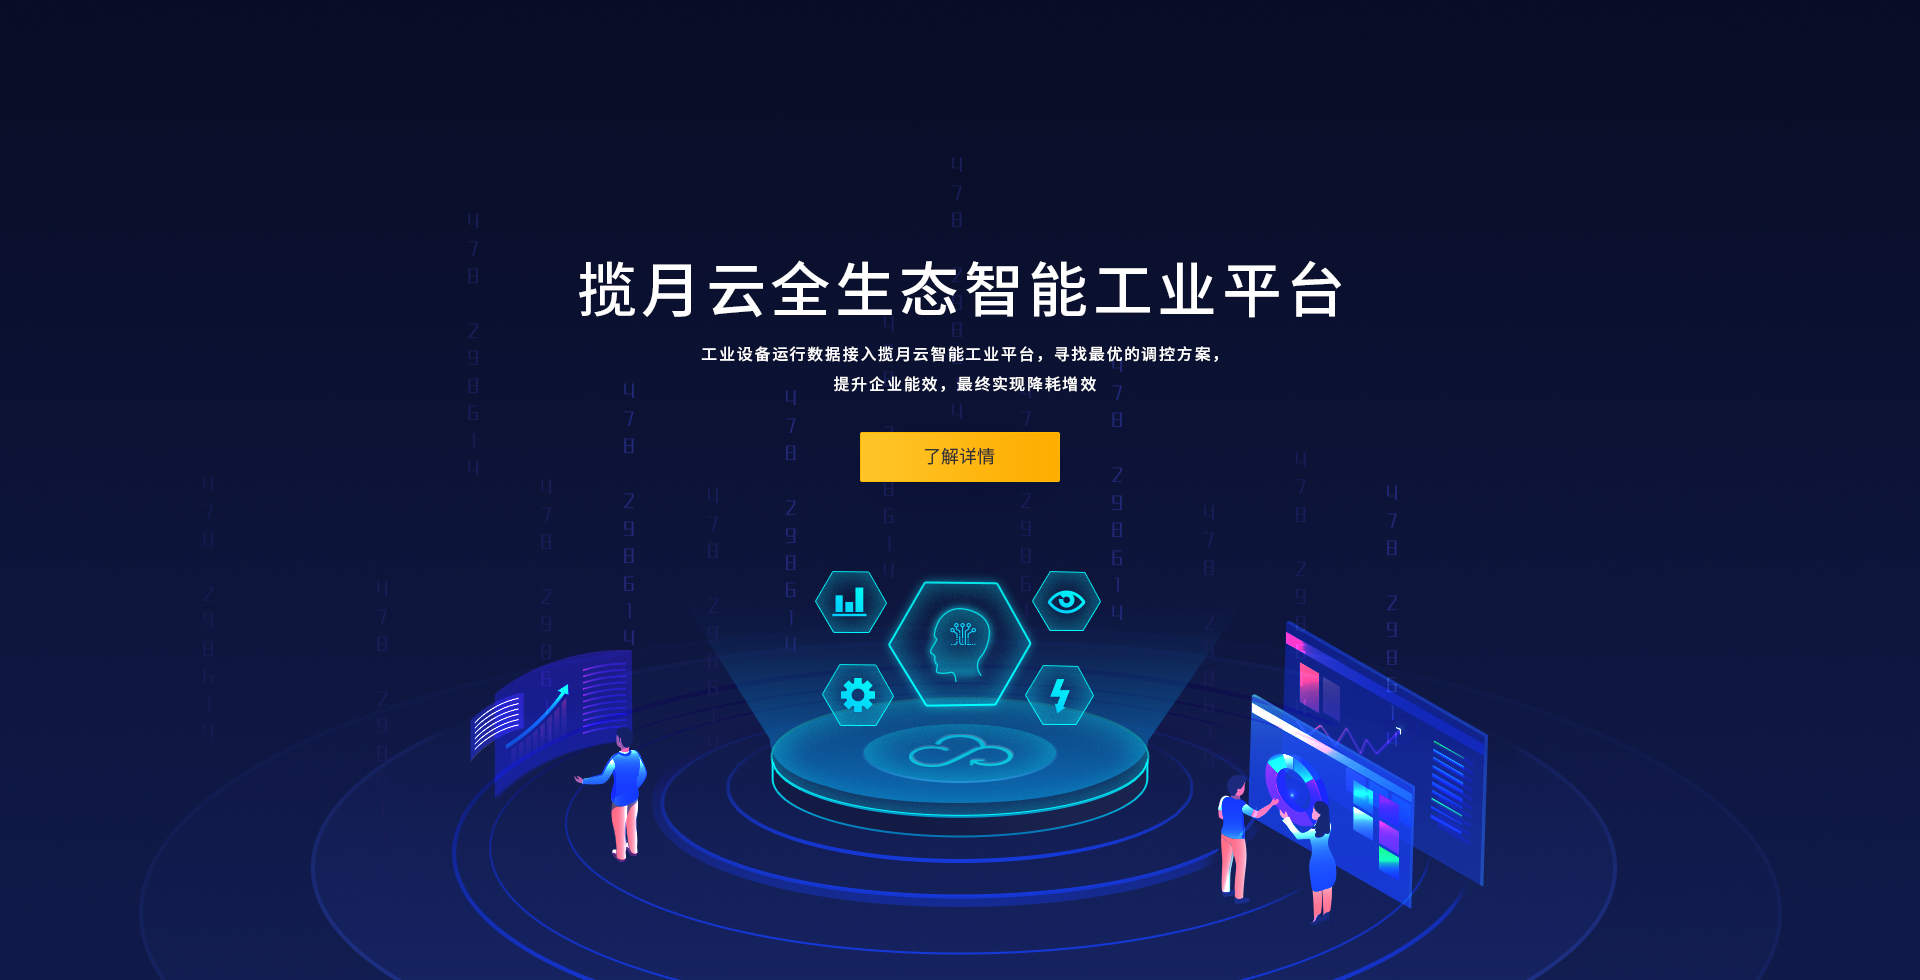 揽月云全生态智能工业平台
工业设备运行数据接入揽月云智能工业平台，寻找最优的调控方案，
提升企业能效，最终实现降耗增效
了解详情